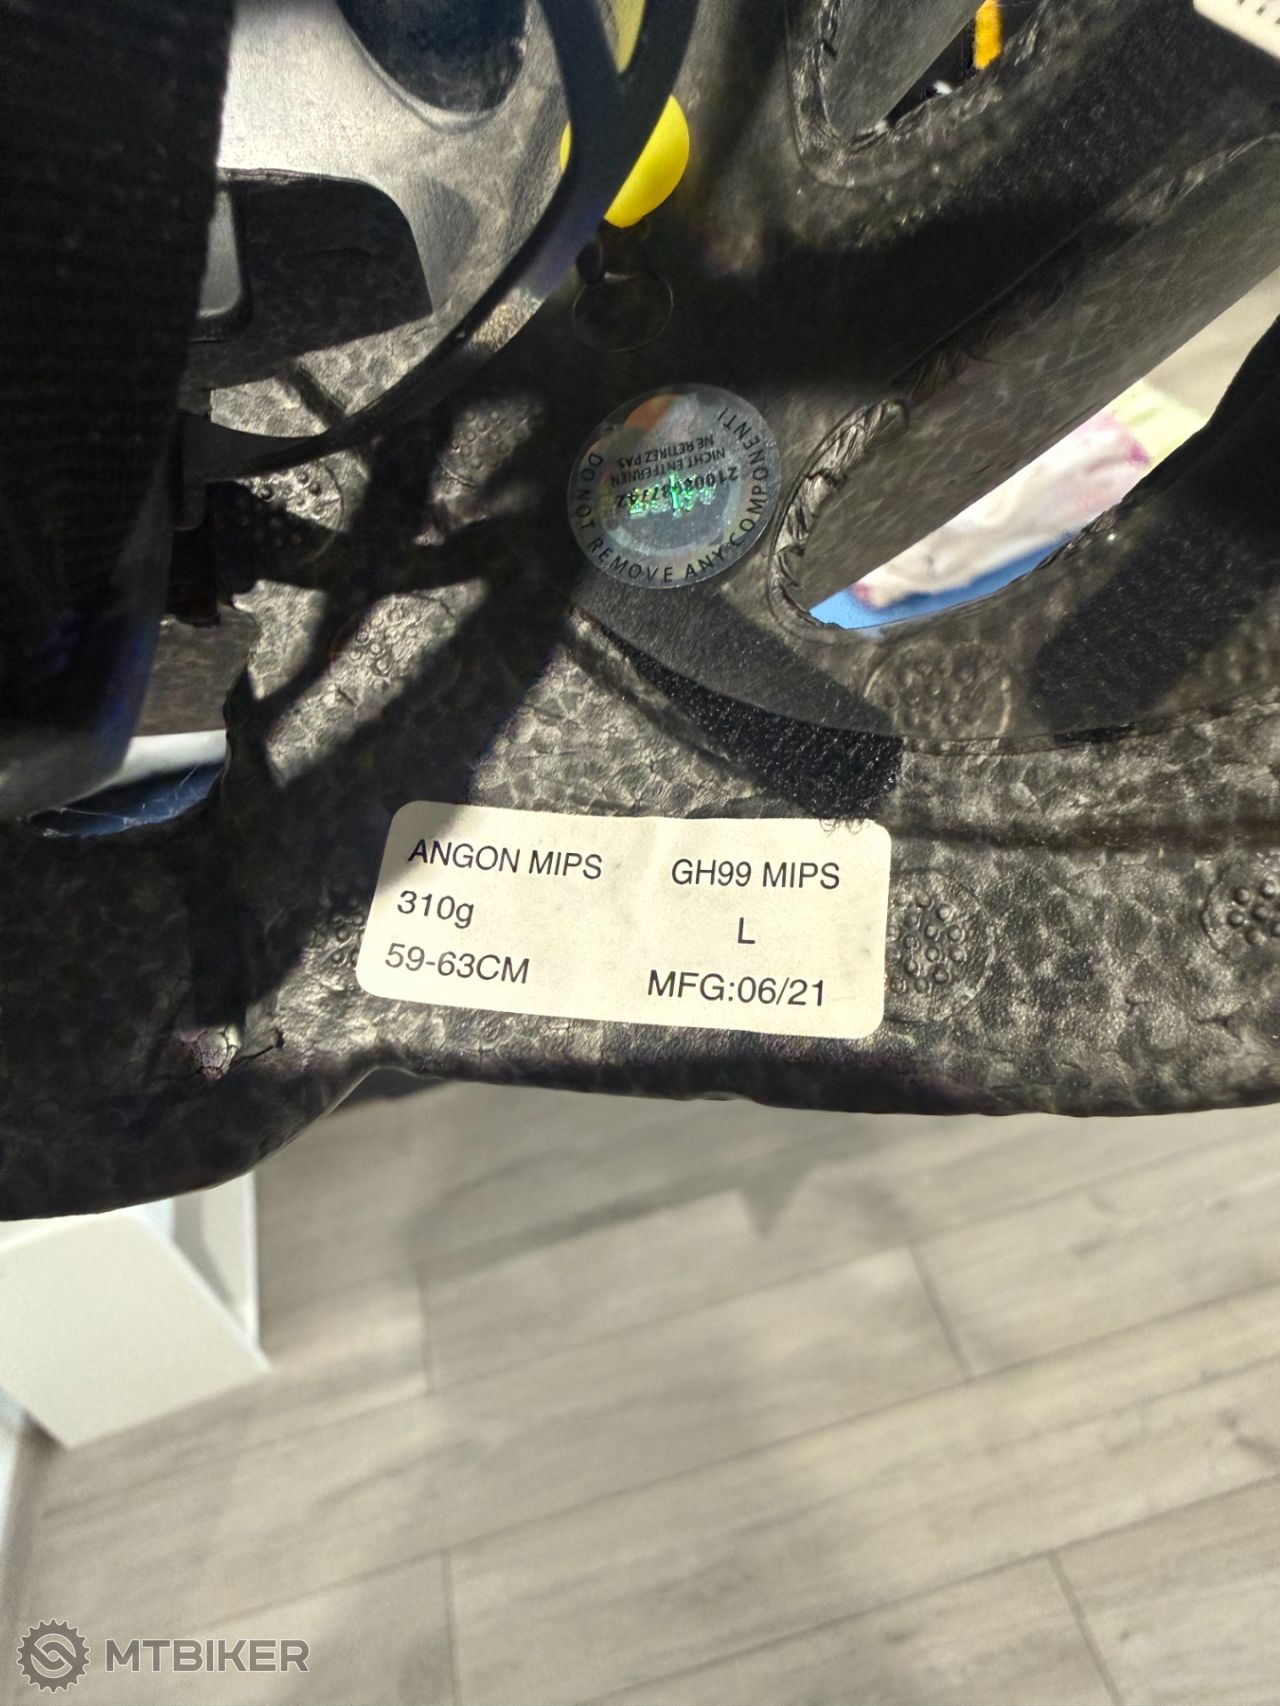 DO NOT REMOVE ANY COMPONENT!
NICHT ENTFERNEN
NE RETIREZ PAS
ANGON MIPS GH99 MIPS
310g L
59-63CM MFG:06/21
MTBIKER